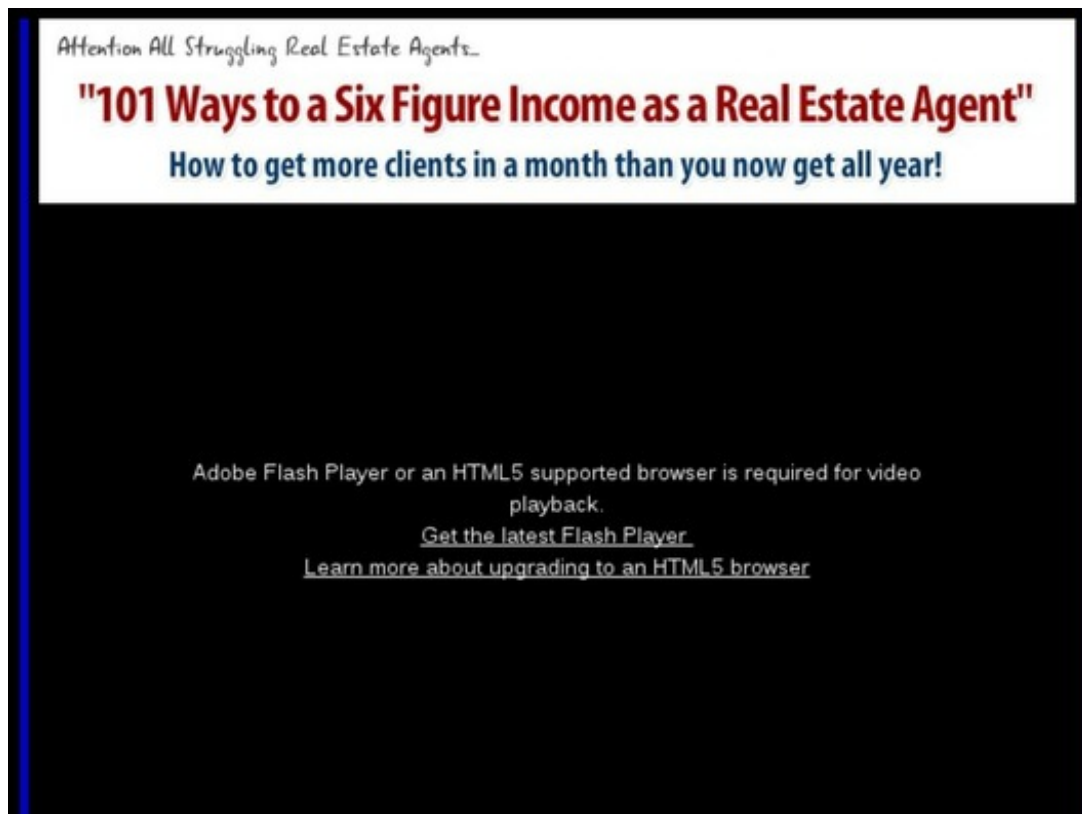 Attention All Struggling Real Estate Agents...
"101 Ways to a Six Figure Income as a Real Estate Agent"
How to get more clients in a month than you now get all year!
Adobe Flash Player or an HTML5 supported browser is required for video
playback.
Get the latest Flash Player
Learn more about upgrading to an HTML5 browser